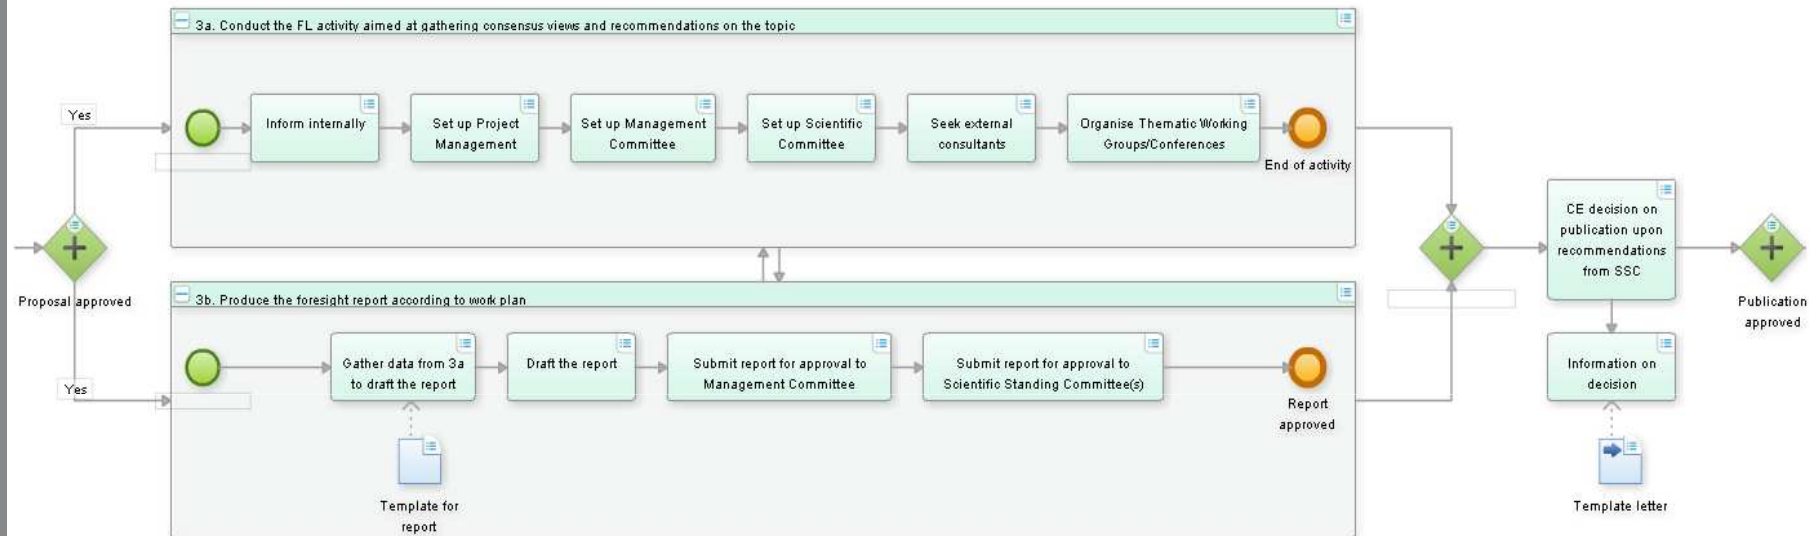 3a. Conduct the FL activity aimed at gathering consensus views and recommendations on the topic
Yes
Inform internally
Set up Project
Management
Set up Management
Committee
Set up Scientific
Committee
Seek external
consultants
Organise Thematic Working
Groups/Conferences
End of activity
Proposal approved
CE decision on
publication upon
recommendations
from SSC
Publication
approved
3b. Produce the foresight report according to work plan
Yes
Gather data from 3a
to draft the report
Draft the report
Submit report for approval to
Management Committee
Submit report for approval to
Scientific Standing Committee(s)
Report
approved
Information on
decision
Template for
report
Template letter